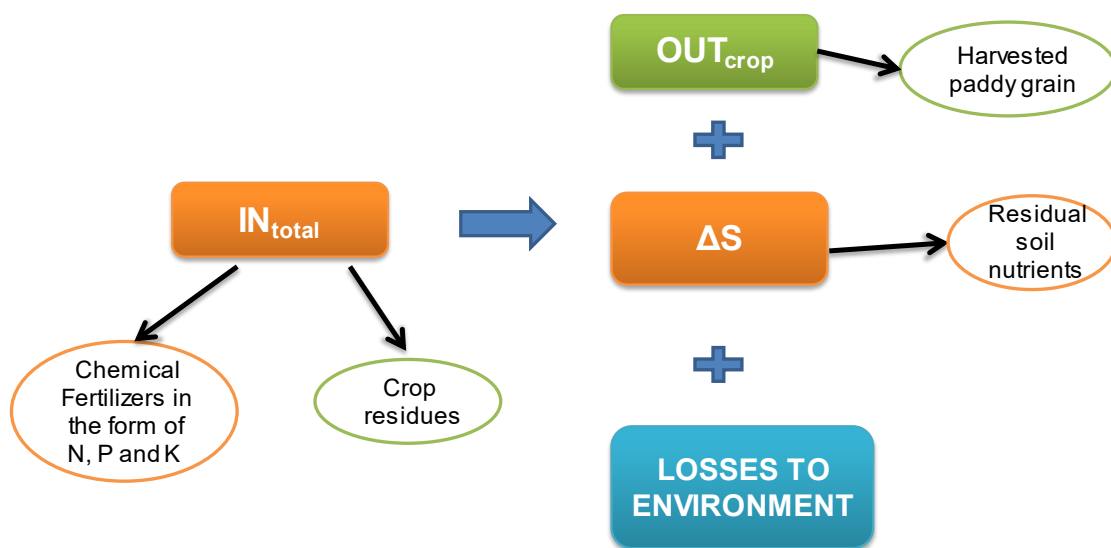 OUTcrop
Harvested
paddy grain
INtotal
ΔS
Residual
soil
nutrients
Chemical
Fertilizers in
the form of
N, P and K
Crop
residues
LOSSES TO
ENVIRONMENT